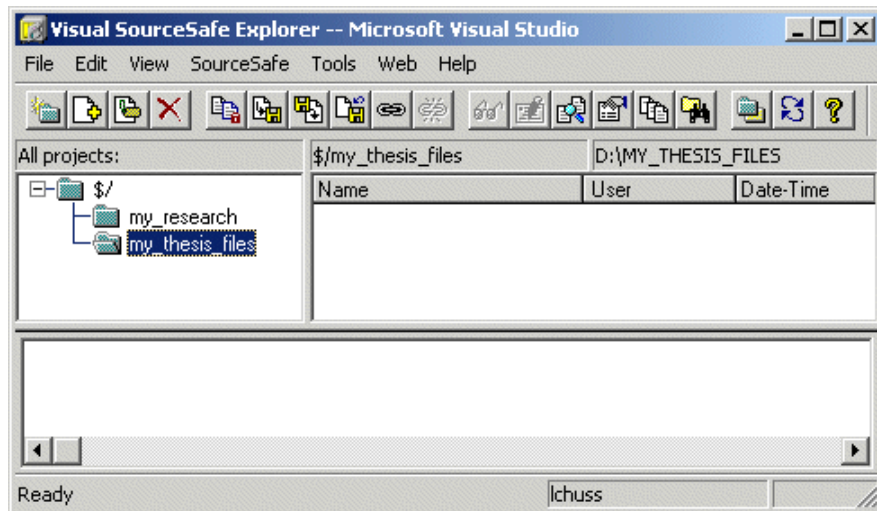 Visual SourceSafe Explorer -- Microsoft Visual Studio
File Edit View SourceSafe Tools Web Help
All projects: $/my_thesis_files D:\MY_THESIS_FILES
$/ Name User Date-Time
my_research
my_thesis_files
Ready lchuss